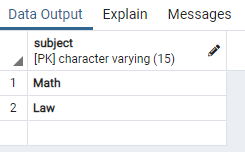 Data Output Explain Messages
subject
[PK] character varying (15)
1 Math
2 Law